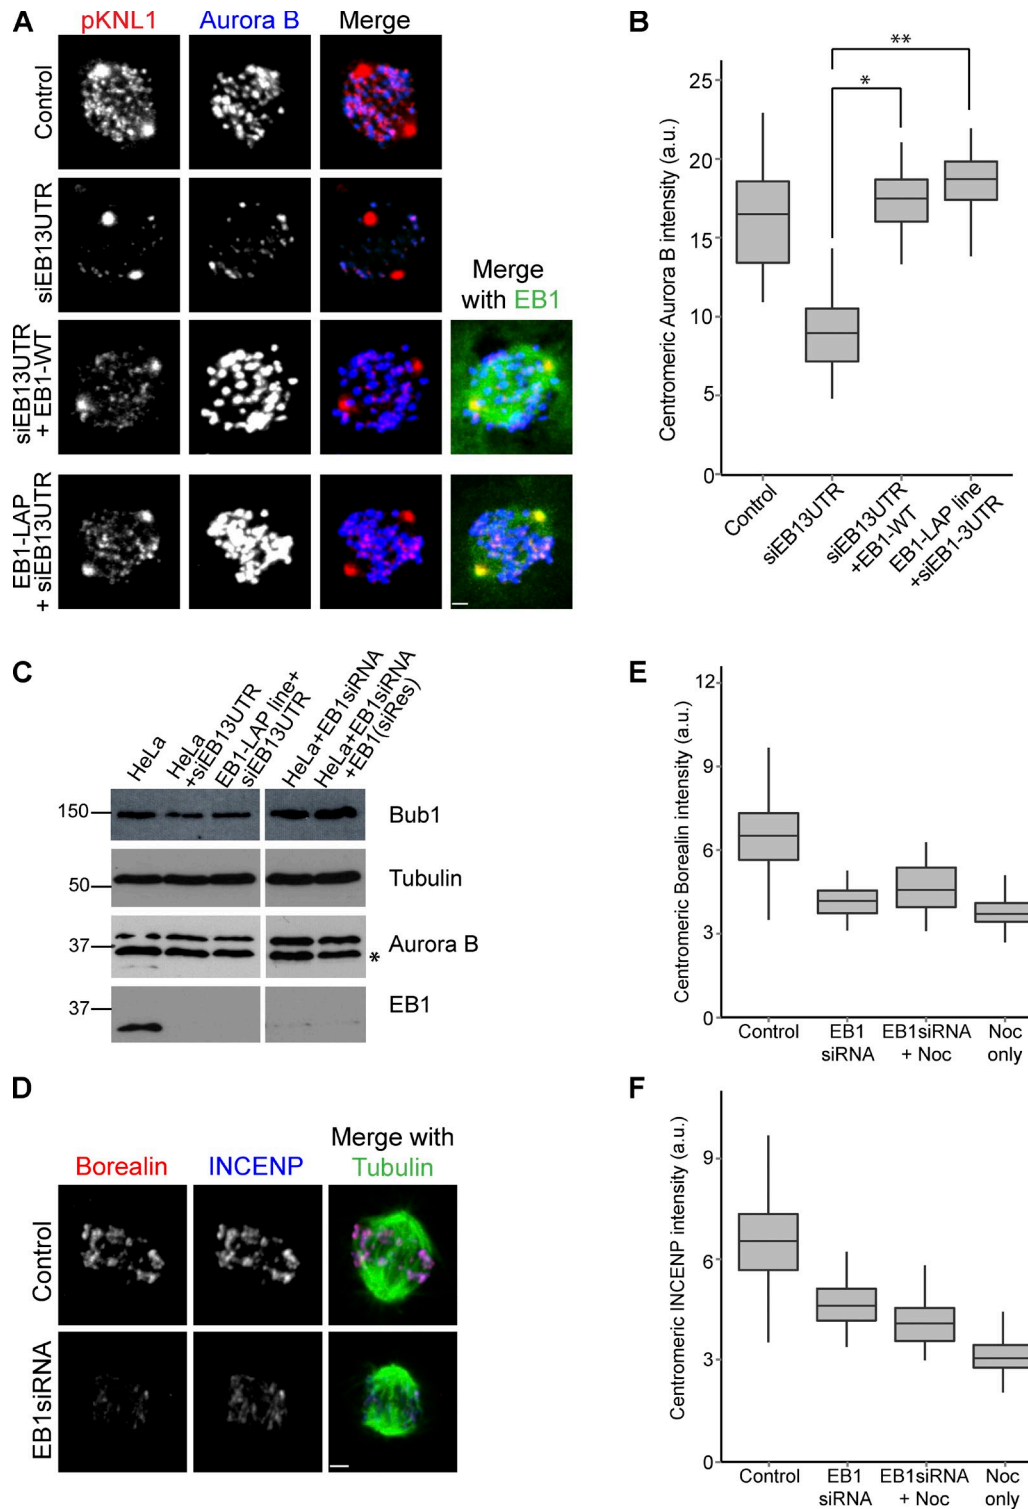 A
pKNL1 Aurora B Merge
Control
siEB13UTR
siEB13UTR
+ EB1-WT
EB1-LAP
+ siEB13UTR
Merge
with EB1
B
Centromeric Aurora B intensity (a.u.)
25
20
15
10
5
0
*
**
Control
siEB13UTR
siEB13UTR
+EB1-WT
EB1-LAP line
+siEB1-3UTR
C
HeLa
HeLa
+siEB13UTR
EB1-LAP line+
siEB13UTR
HeLa+EB1siRNA
HeLa+EB1siRNA
+EB1(siRes)
150
Bub1
50
Tubulin
37
Aurora B
*
37
EB1
D
Borealin INCENP Merge with
Tubulin
Control
EB1siRNA
E
Centromeric Borealin intensity (a.u.)
12
9
6
3
0
Control
EB1
siRNA
EB1siRNA
+ Noc
Noc
only
F
Centromeric INCENP intensity (a.u.)
9
6
3
0
Control
EB1
siRNA
EB1siRNA
+ Noc
Noc
only